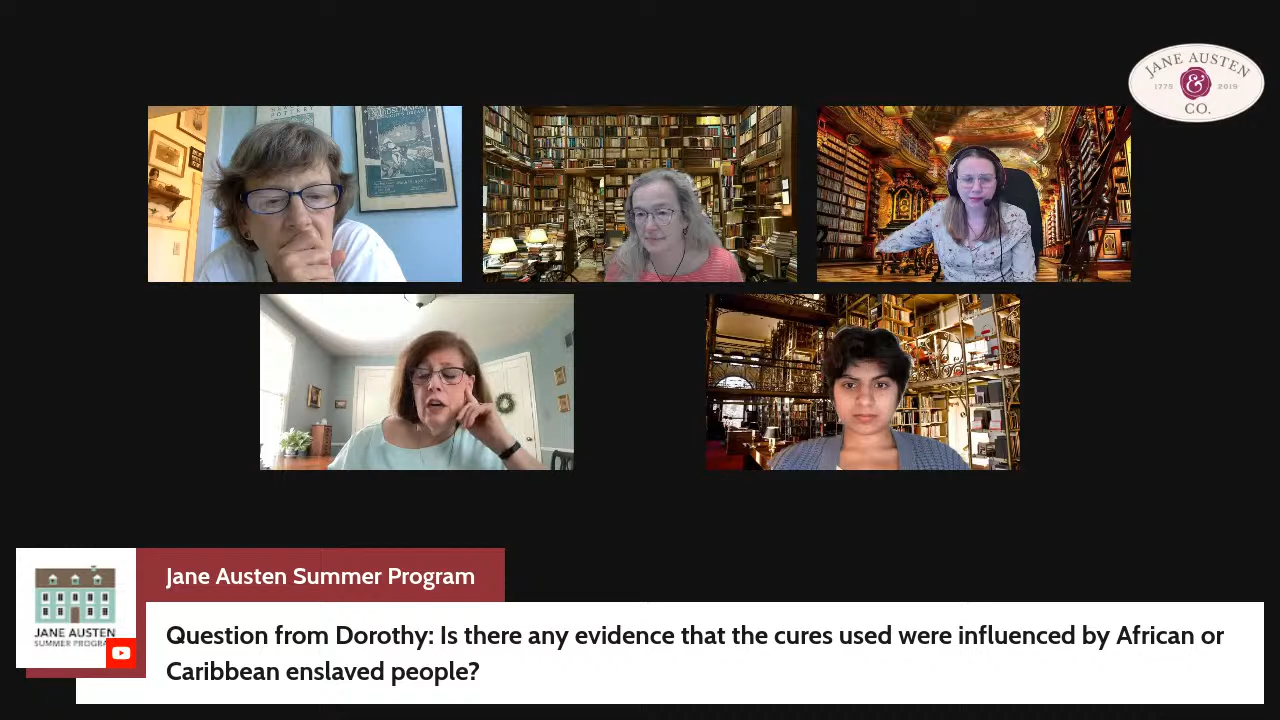 JANE AUSTEN
1775 & 2019
CO.
Jane Austen Summer Program
JANE AUSTEN
SUMMER PROGRAM
Question from Dorothy: Is there any evidence that the cures used were influenced by African or
Caribbean enslaved people?